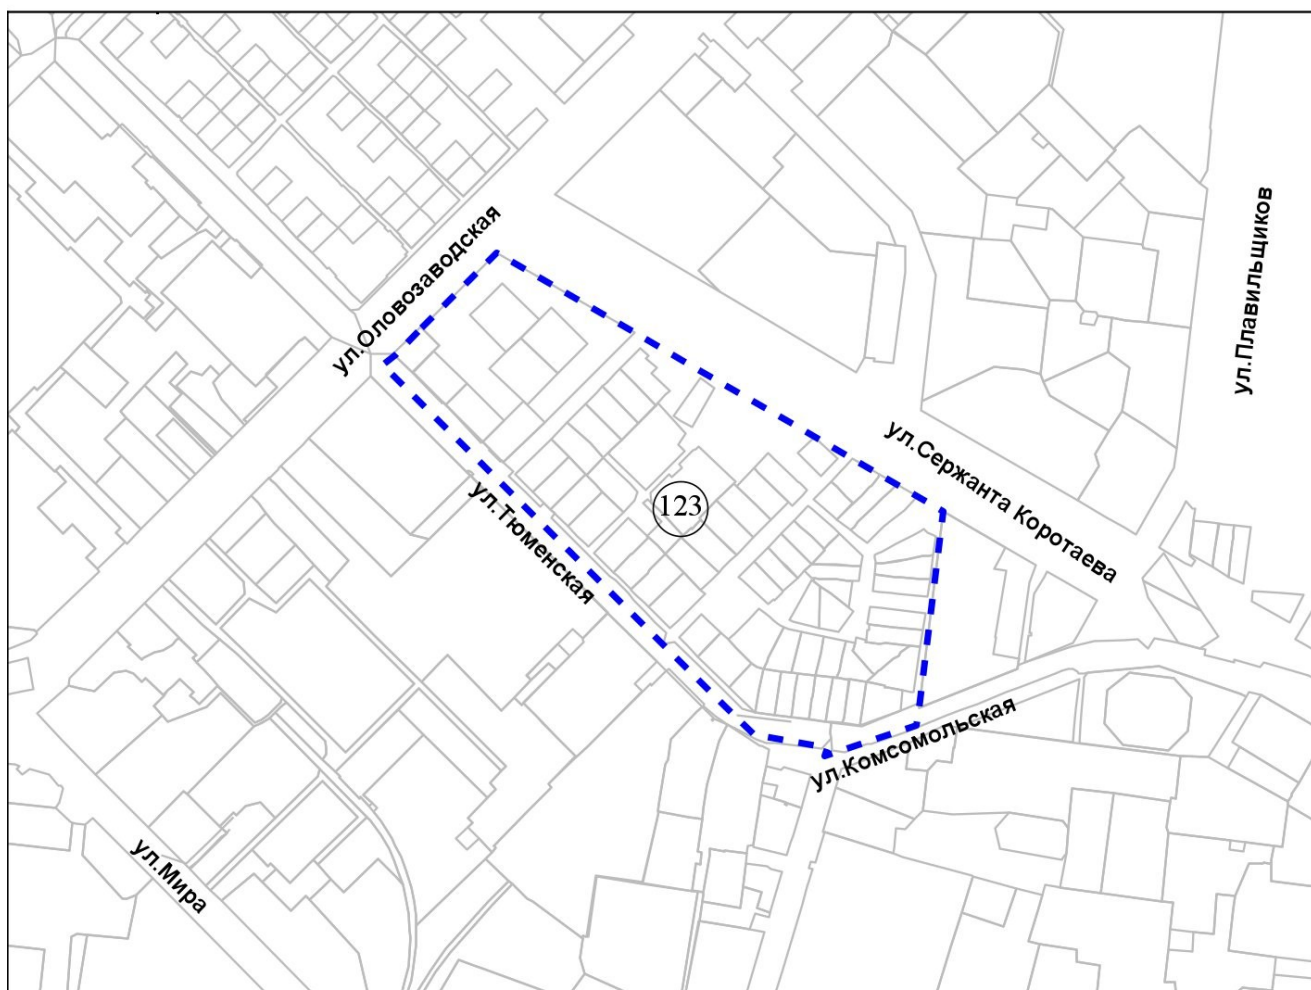 ул.Оловозаводская
ул.Плавильщиков
ул.Сержанта Коротаева
123
ул.Тюменская
ул.Комсомольская
ул.Мира